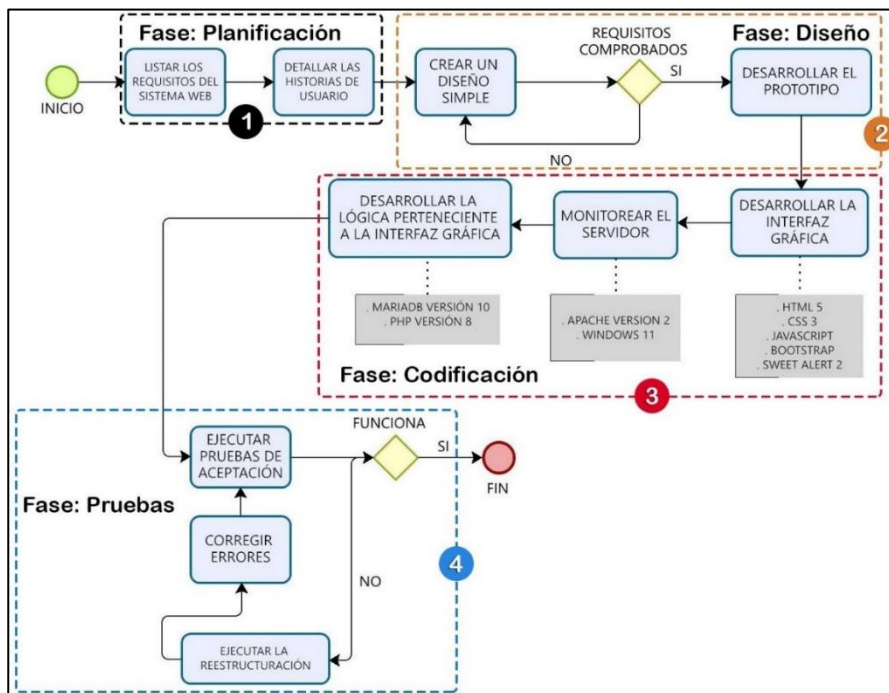 Fase: Planificación
LISTAR LOS
REQUISITOS DEL
SISTEMA WEB
DETALLAR LAS
HISTORIAS DE
USUARIO
INICIO
1
REQUISITOS
COMPROBADOS
Fase: Diseño
CREAR UN
DISEÑO
SIMPLE
SI
DESARROLLAR EL
PROTOTIPO
NO
2
DESARROLLAR LA
LÓGICA PERTENECIENTE
A LA INTERFAZ GRÁFICA
MONITOREAR EL
SERVIDOR
DESARROLLAR LA
INTERFAZ
GRÁFICA
. MARIADB VERSIÓN 10
. PHP VERSIÓN 8
. APACHE VERSION 2
. WINDOWS 11
. HTML 5
. CSS 3
. JAVASCRIPT
. BOOTSTRAP
. SWEET ALERT 2
Fase: Codificación
3
FUNCIONA
EJECUTAR
PRUEBAS DE
ACEPTACIÓN
SI
FIN
Fase: Pruebas
CORREGIR
ERRORES
NO
4
EJECUTAR LA
REESTRUCTURACIÓN